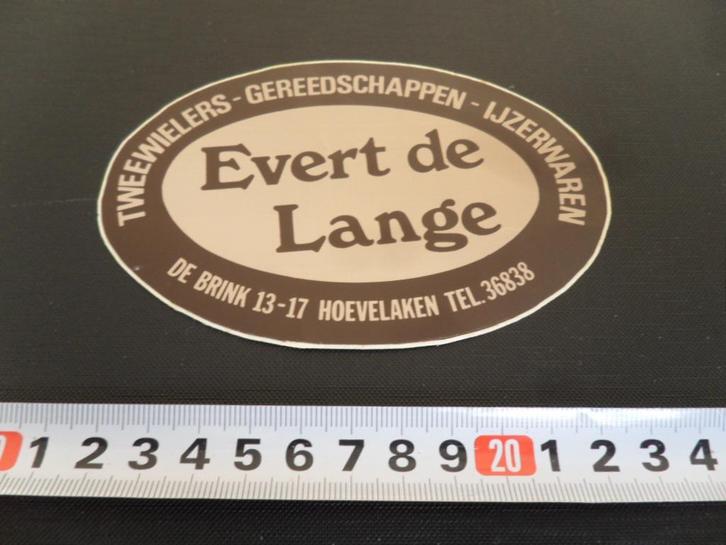 TWEEWIELERS - GEREEDSCHAPPEN - IJZERWAREN
Evert de
Lange
DE BRINK 13-17 HOEVELAKEN TEL. 36838
1 2 3 4 5 6 7 8 9 20 1 2 3 4